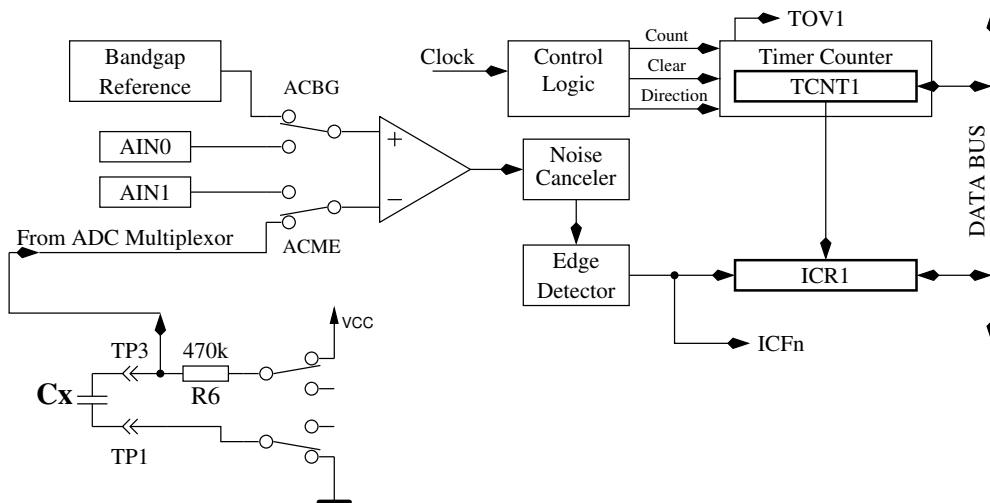 TOV1
Bandgap
Reference
ACBG
Clock
Control
Logic
Count
Clear
Direction
Timer Counter
TCNT1
AIN0
+
Noise
Canceler
AIN1
−
DATA BUS
From ADC Multiplexor
ACME
Edge
Detector
ICR1
VCC
ICFn
TP3
470k
R6
Cx
TP1